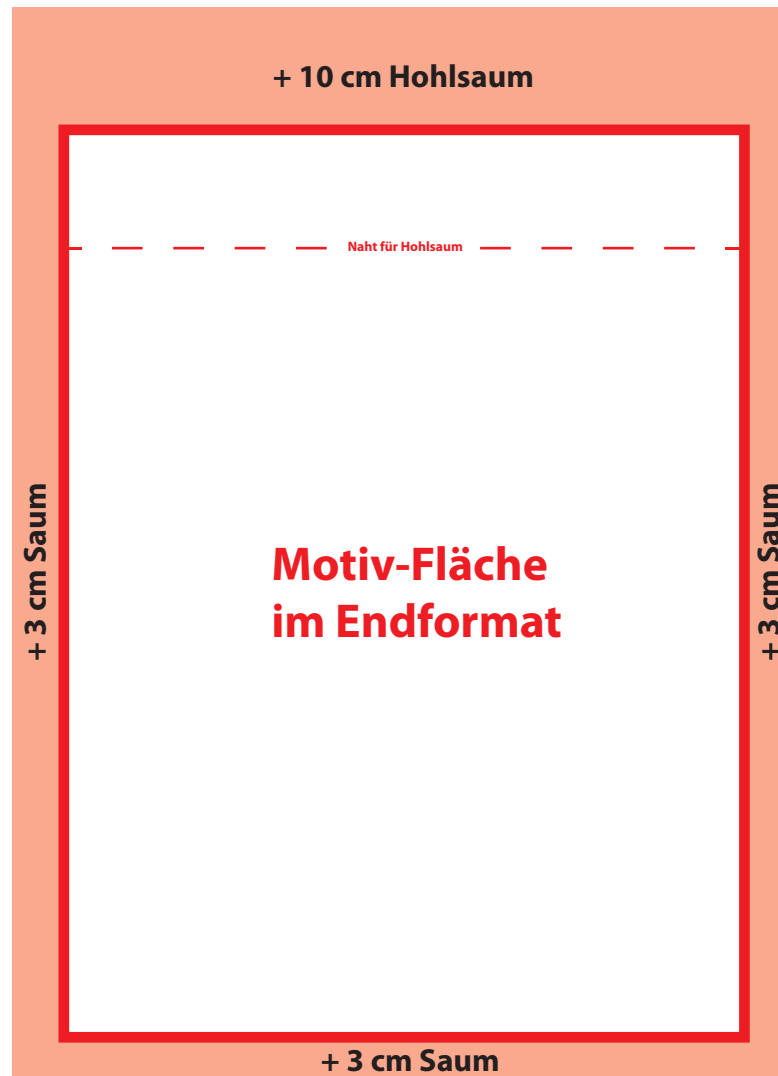 + 10 cm Hohlsaum
Naht für Hohlsaum
+ 3 cm Saum
Motiv-Fläche
im Endformat
+ 3 cm Saum
+ 3 cm Saum